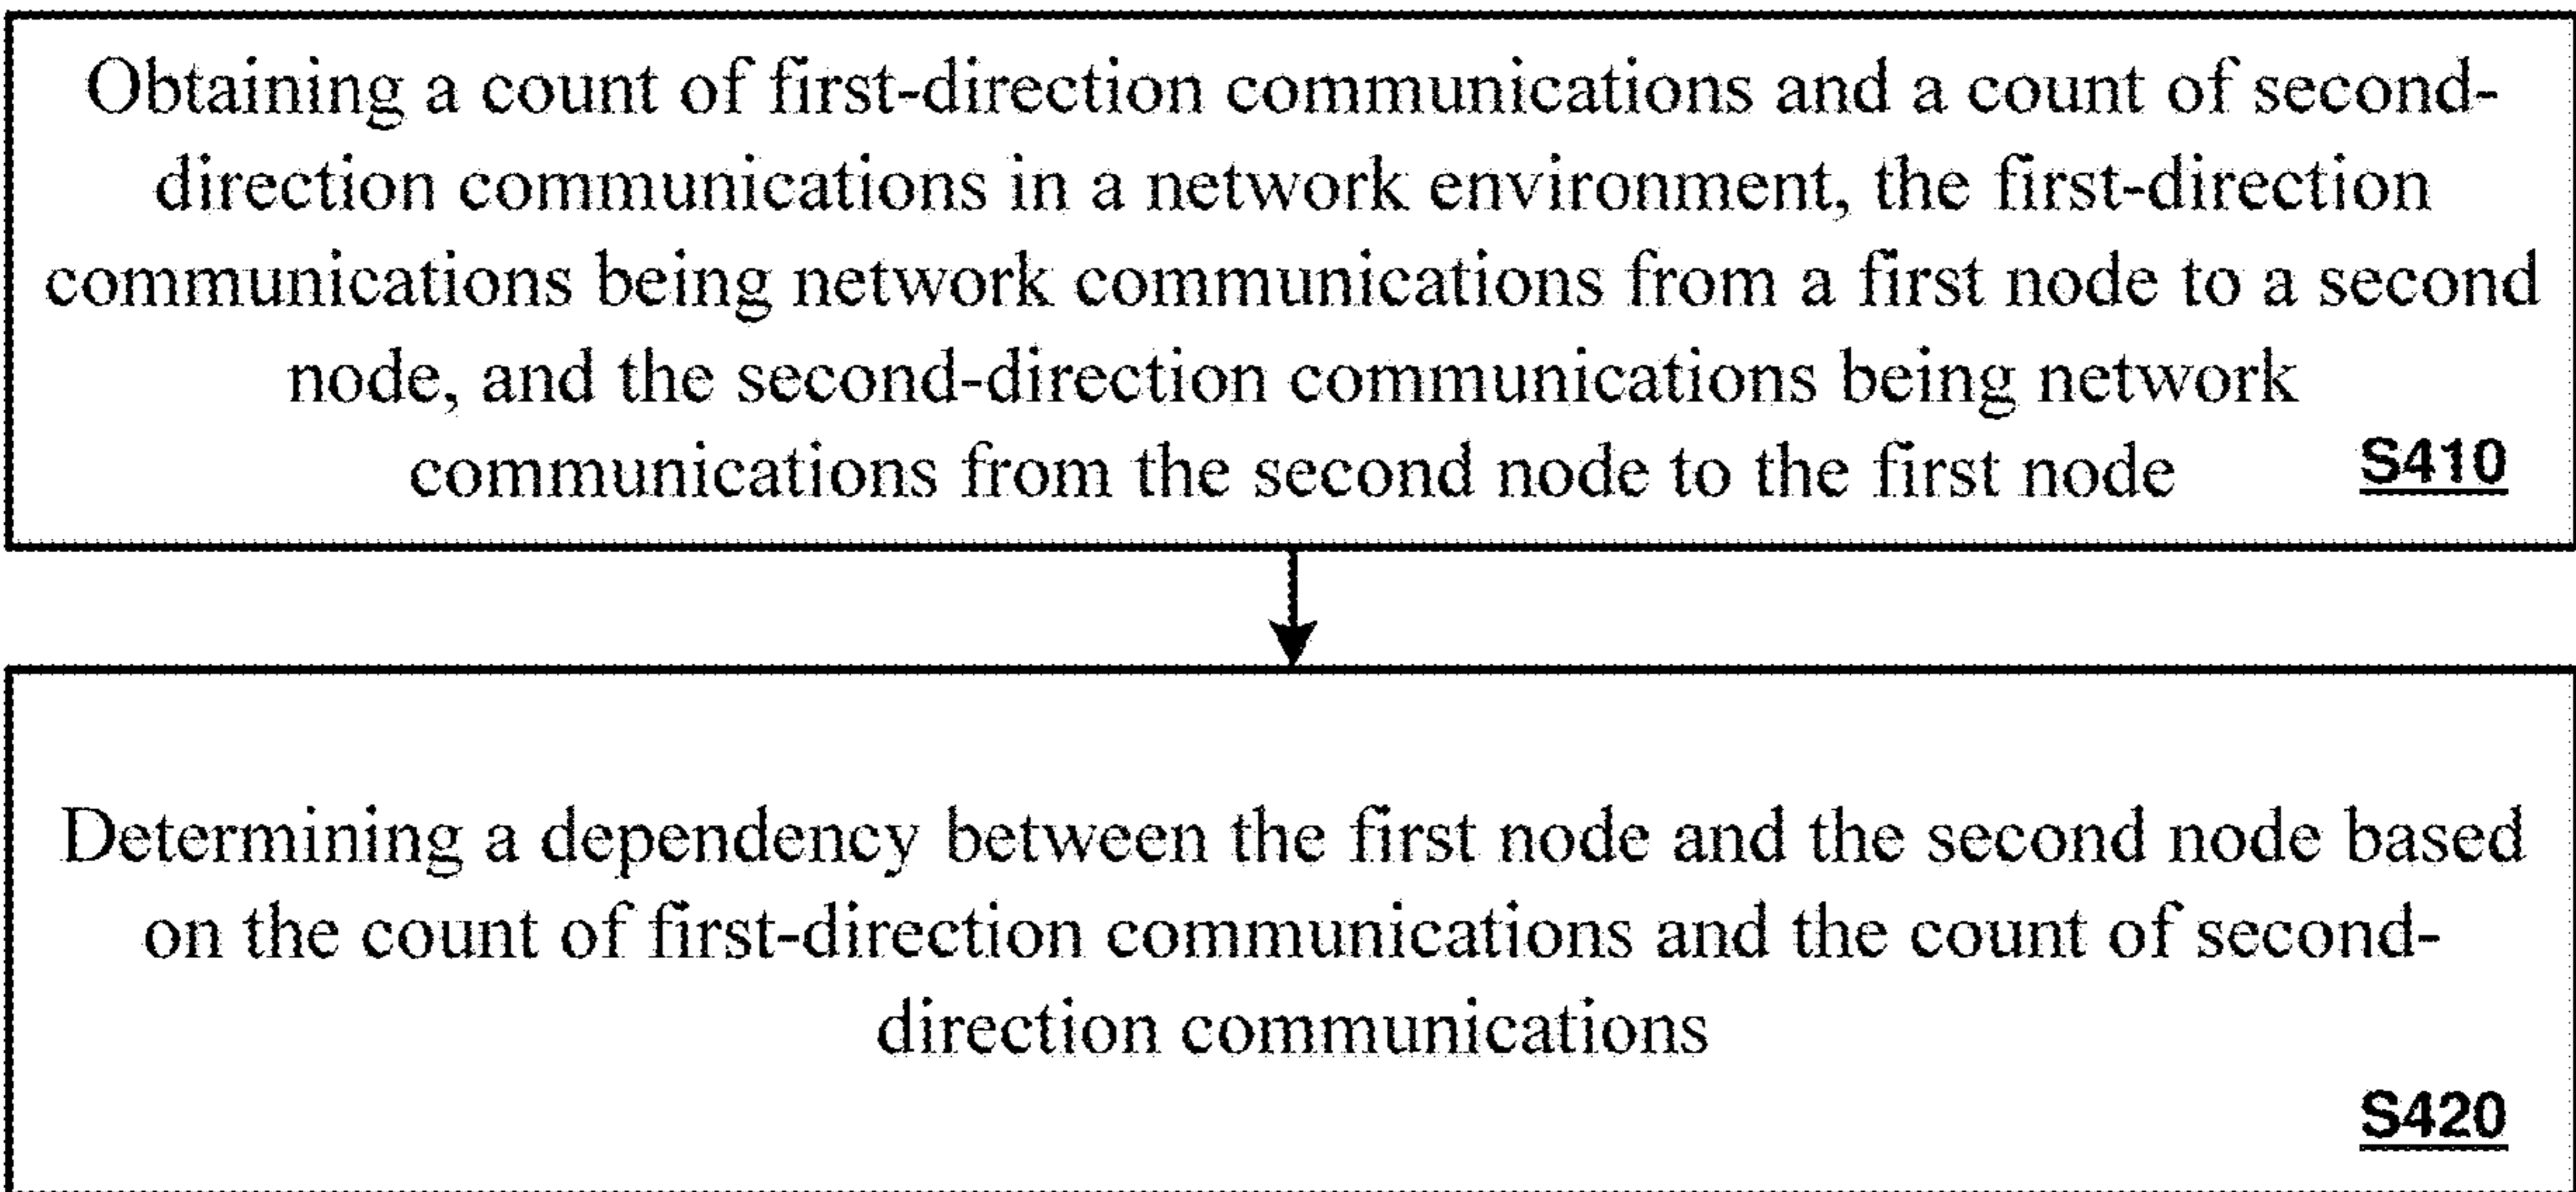 Obtaining a count of first-direction communications and a count of second-
direction communications in a network environment, the first-direction
communications being network communications from a first node to a second
node, and the second-direction communications being network
communications from the second node to the first node S410
Determining a dependency between the first node and the second node based
on the count of first-direction communications and the count of second-
direction communications
S420